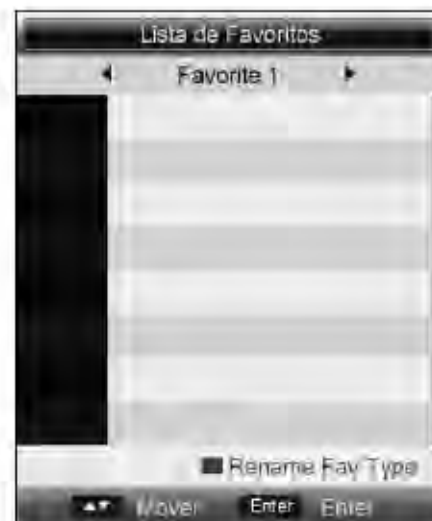 Lista de Favoritos
Favorite 1
Rename Fav Type
Mover Enter Enter